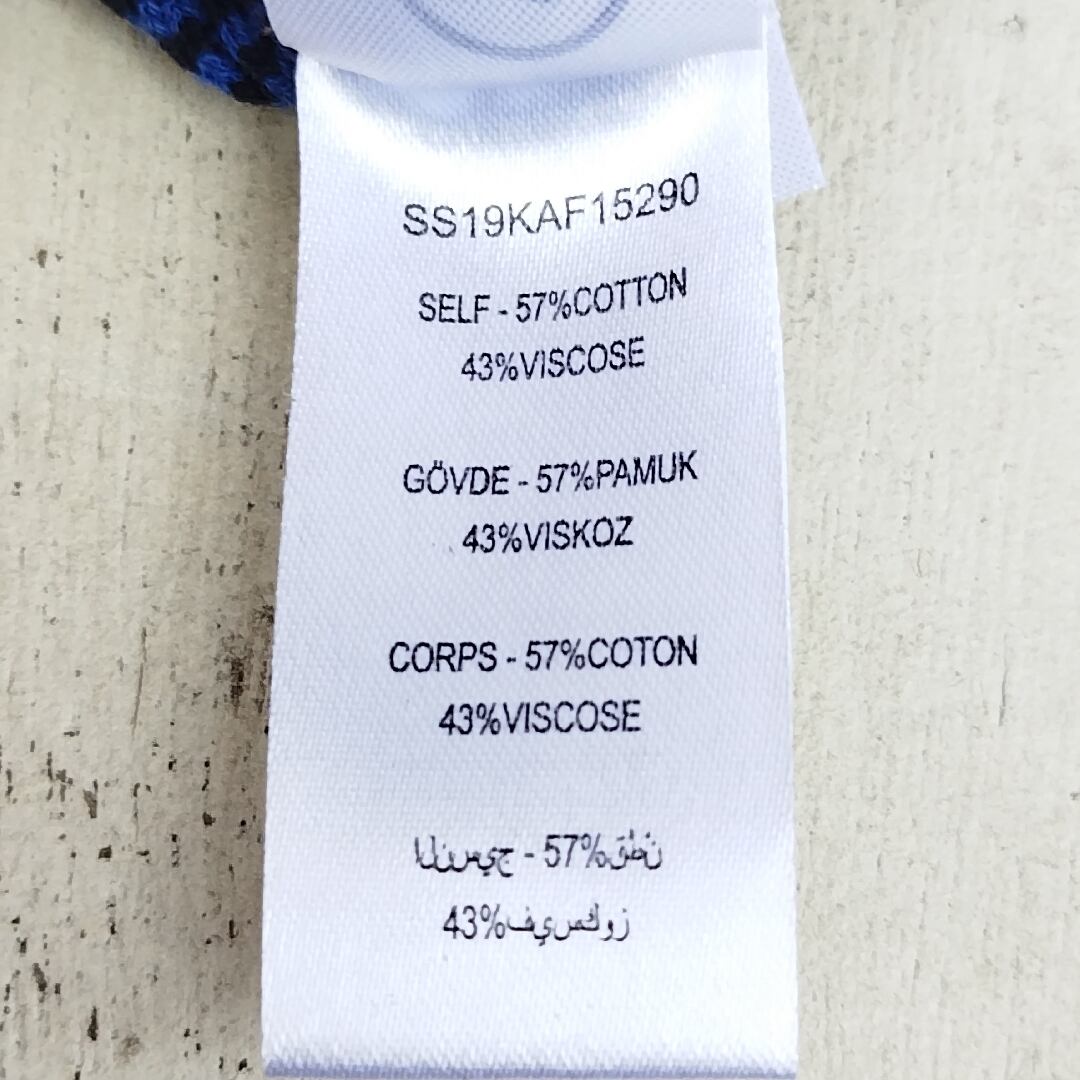 SS19KAF15290
SELF - 57%COTTON
43%VISCOSE
GÖVDE - 57%PAMUK
43%VISKOZ
CORPS - 57%COTON
43%VISCOSE
النسيج - 57%قطن
43%فيسكوز